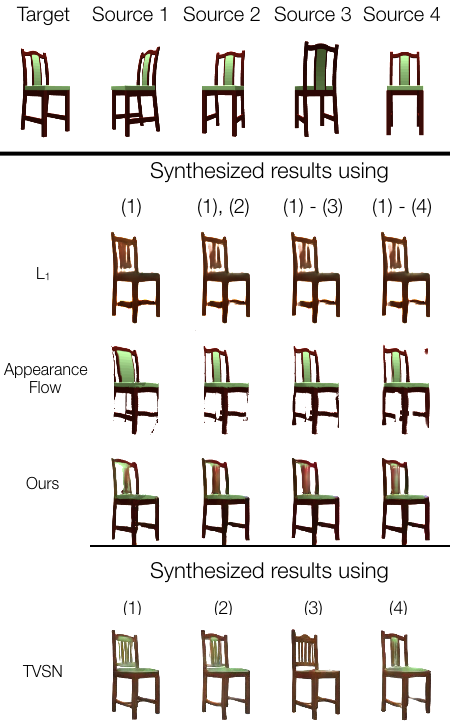 Target Source 1 Source 2 Source 3 Source 4
Synthesized results using
(1) (1), (2) (1) - (3) (1) - (4)
L₁
Appearance
Flow
Ours
Synthesized results using
(1) (2) (3) (4)
TVSN